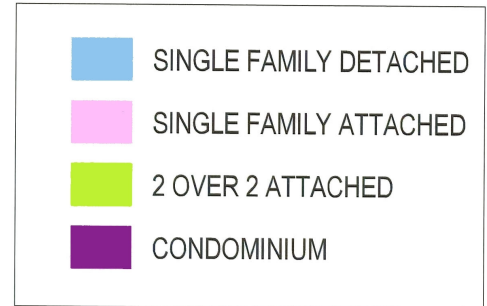 SINGLE FAMILY DETACHED
SINGLE FAMILY ATTACHED
2 OVER 2 ATTACHED
CONDOMINIUM